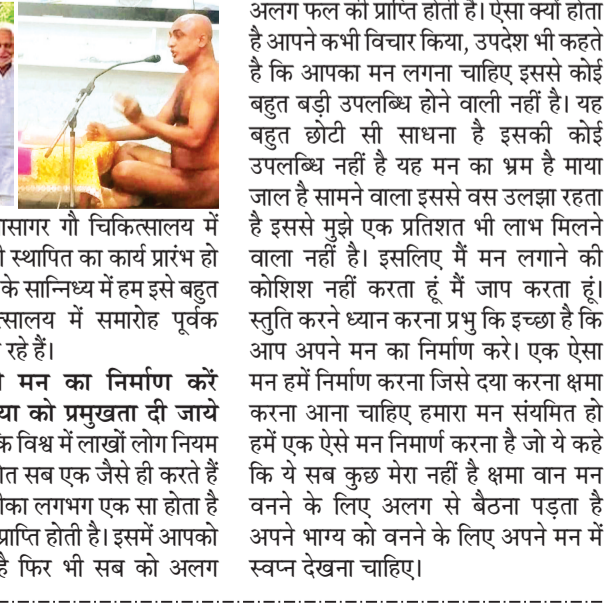 सागर गौ चिकित्सालय में
स्थापित का कार्य प्रारंभ हो
के सान्निध्य में हम इसे बहुत
त्सालय में समारोह पूर्वक
रहे हैं।
मन का निर्माण करें
या को प्रमुखता दी जाये
कि विश्व में लाखों लोग नियम
सब एक जैसे ही करते हैं
लगभग एक सा होता है
प्राप्ति होती है। इसमें आपको
है फिर भी सब को अलग
अलग फल की प्राप्ति होती है। ऐसा क्यों होता
है आपने कभी विचार किया, उपदेश भी कहते
है कि आपका मन लगना चाहिए इससे कोई
बहुत बड़ी उपलब्धि होने वाली नहीं है। यह
बहुत छोटी सी साधना है इसकी कोई
उपलब्धि नहीं है यह मन का भ्रम है माया
जाल है सामने वाला इससे वस उलझा रहता
है इससे मुझे एक प्रतिशत भी लाभ मिलने
वाला नहीं है। इसलिए मैं मन लगाने की
कोशिश नहीं करता हूं मैं जाप करता हूं।
स्तुति करने ध्यान करना प्रभु कि इच्छा है कि
आप अपने मन का निर्माण करे। एक ऐसा
मन हमें निर्माण करना जिसे दया करना क्षमा
करना आना चाहिए हमारा मन संयमित हो
हमें एक ऐसे मन निमार्ण करना है जो ये कहे
कि ये सब कुछ मेरा नहीं है क्षमा वान मन
वनने के लिए अलग से बैठना पड़ता है
अपने भाग्य को वनने के लिए अपने मन में
स्वप्न देखना चाहिए।